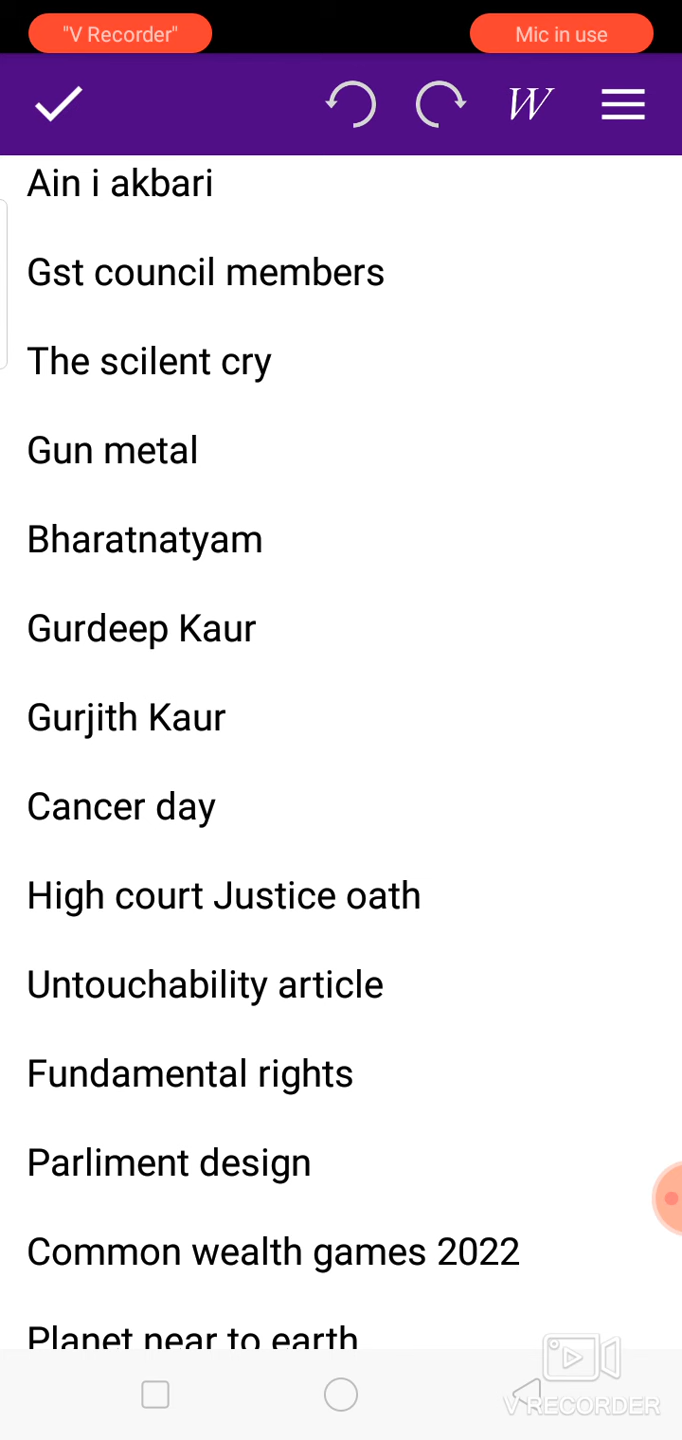 "V Recorder"
Mic in use
W
Ain i akbari
Gst council members
The scilent cry
Gun metal
Bharatnatyam
Gurdeep Kaur
Gurjith Kaur
Cancer day
High court Justice oath
Untouchability article
Fundamental rights
Parliment design
Common wealth games 2022
Planet near to earth
V RECORDER